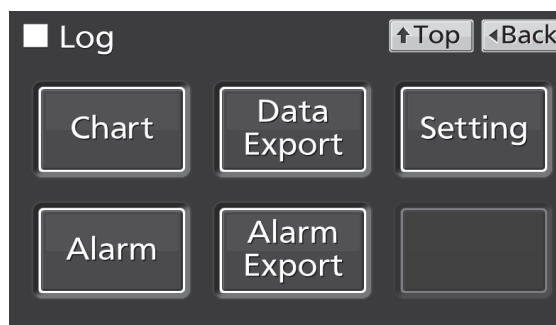 Log
Top
Back
Chart
Data
Export
Setting
Alarm
Alarm
Export